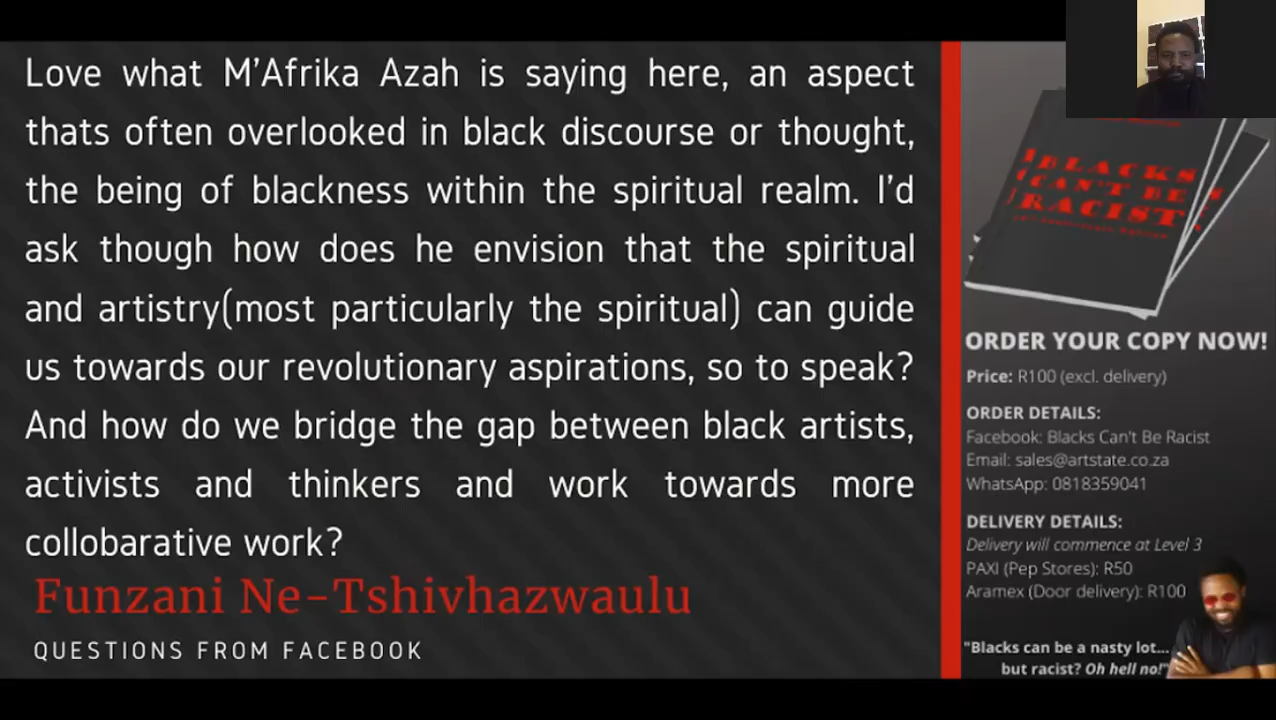 Love what M'Afrika Azah is saying here, an aspect
thats often overlooked in black discourse or thought,
the being of blackness within the spiritual realm. I'd
ask though how does he envision that the spiritual
and artistry(most particularly the spiritual) can guide
us towards our revolutionary aspirations, so to speak?
And how do we bridge the gap between black artists,
activists and thinkers and work towards more
collobarative work?
Funzani Ne-Tshivhazwaulu
QUESTIONS FROM FACEBOOK
BLACKS
CAN'T BE
RACIST
ORDER YOUR COPY NOW!
Price: R100 (excl. delivery)
ORDER DETAILS:
Facebook: Blacks Can't Be Racist
Email: sales@artstate.co.za
WhatsApp: 0818359041
DELIVERY DETAILS:
Delivery will commence at Level 3
PAXI (Pep Stores): R50
Aramex (Door delivery): R100
"Blacks can be a nasty lot...
but racist? Oh hell no!"